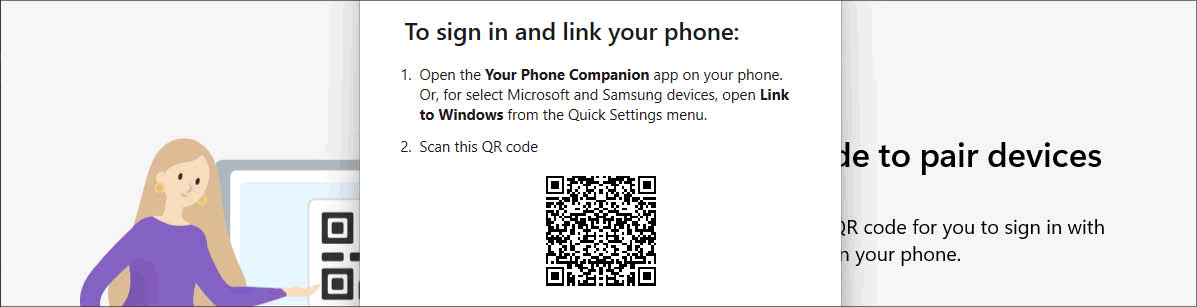 To sign in and link your phone:
1. Open the Your Phone Companion app on your phone.
Or, for select Microsoft and Samsung devices, open Link
to Windows from the Quick Settings menu.
2. Scan this QR code
de to pair devices
QR code for you to sign in with
n your phone.